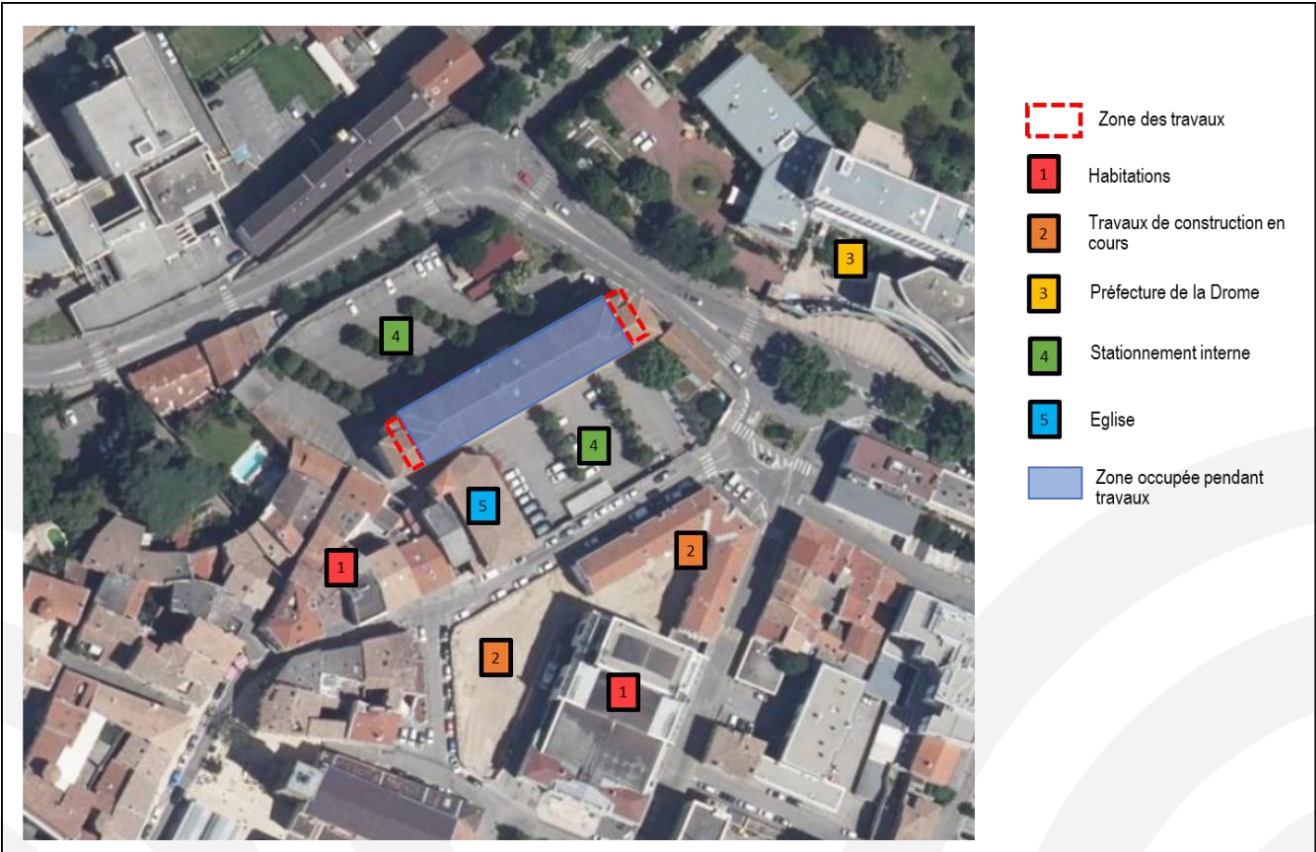 Zone des travaux
1 Habitations
2 Travaux de construction en
cours
3 Préfecture de la Drome
4 Stationnement interne
5 Eglise
Zone occupée pendant
travaux
3
4
4
5
2
1
2
1